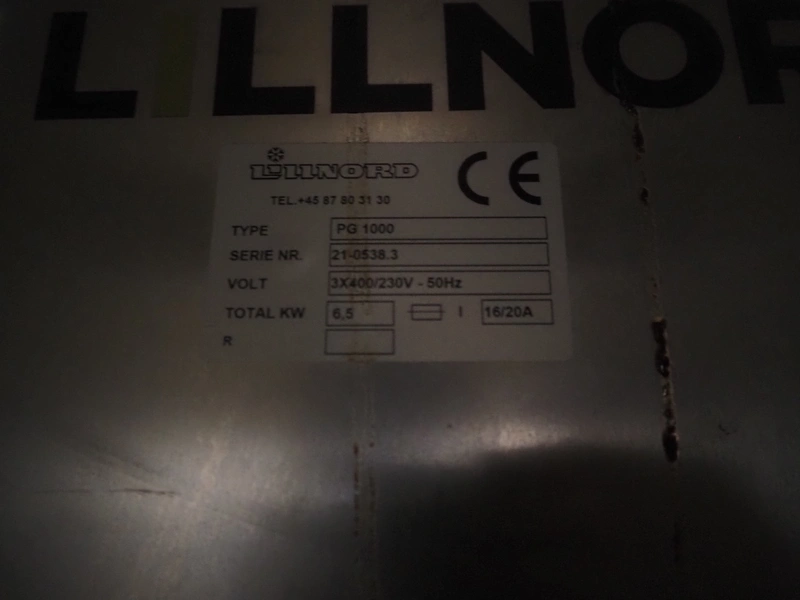 LILLNOR
LILLNORD
CE
TEL.+45 87 80 31 30
TYPE PG 1000
SERIE NR. 21-0538.3
VOLT 3X400/230V - 50Hz
TOTAL KW 6,5 I 16/20A
R